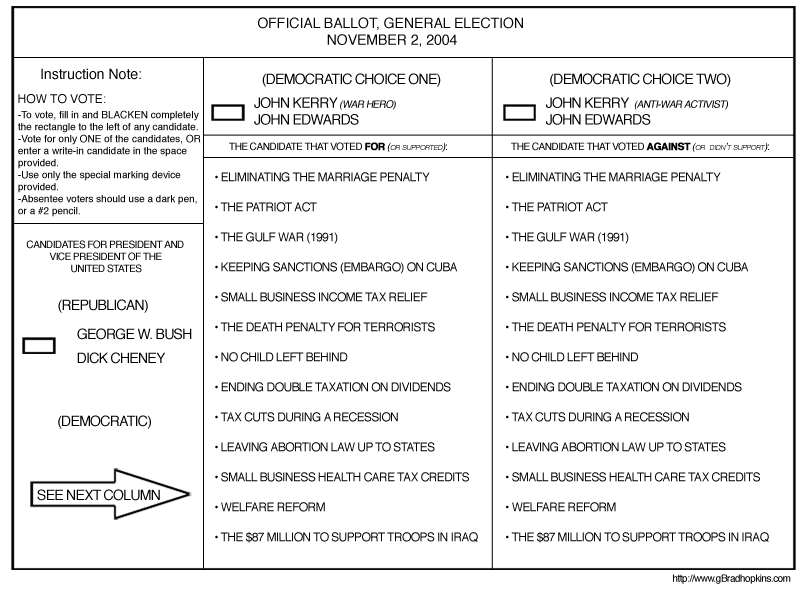 OFFICIAL BALLOT, GENERAL ELECTION
NOVEMBER 2, 2004
Instruction Note:
HOW TO VOTE:
-To vote, fill in and BLACKEN completely
the rectangle to the left of any candidate.
-Vote for only ONE of the candidates, OR
enter a write-in candidate in the space
provided.
-Use only the special marking device
provided.
-Absentee voters should use a dark pen,
or a #2 pencil.
CANDIDATES FOR PRESIDENT AND
VICE PRESIDENT OF THE
UNITED STATES
(REPUBLICAN)
GEORGE W. BUSH
DICK CHENEY
(DEMOCRATIC)
SEE NEXT COLUMN
(DEMOCRATIC CHOICE ONE)
JOHN KERRY (WAR HERO)
JOHN EDWARDS
THE CANDIDATE THAT VOTED FOR (OR SUPPORTED):
• ELIMINATING THE MARRIAGE PENALTY
• THE PATRIOT ACT
• THE GULF WAR (1991)
• KEEPING SANCTIONS (EMBARGO) ON CUBA
• SMALL BUSINESS INCOME TAX RELIEF
• THE DEATH PENALTY FOR TERRORISTS
• NO CHILD LEFT BEHIND
• ENDING DOUBLE TAXATION ON DIVIDENDS
• TAX CUTS DURING A RECESSION
• LEAVING ABORTION LAW UP TO STATES
• SMALL BUSINESS HEALTH CARE TAX CREDITS
• WELFARE REFORM
• THE $87 MILLION TO SUPPORT TROOPS IN IRAQ
(DEMOCRATIC CHOICE TWO)
JOHN KERRY (ANTI-WAR ACTIVIST)
JOHN EDWARDS
THE CANDIDATE THAT VOTED AGAINST (OR DIDN'T SUPPORT):
• ELIMINATING THE MARRIAGE PENALTY
• THE PATRIOT ACT
• THE GULF WAR (1991)
• KEEPING SANCTIONS (EMBARGO) ON CUBA
• SMALL BUSINESS INCOME TAX RELIEF
• THE DEATH PENALTY FOR TERRORISTS
• NO CHILD LEFT BEHIND
• ENDING DOUBLE TAXATION ON DIVIDENDS
• TAX CUTS DURING A RECESSION
• LEAVING ABORTION LAW UP TO STATES
• SMALL BUSINESS HEALTH CARE TAX CREDITS
• WELFARE REFORM
• THE $87 MILLION TO SUPPORT TROOPS IN IRAQ
http://www.gBradhopkins.com